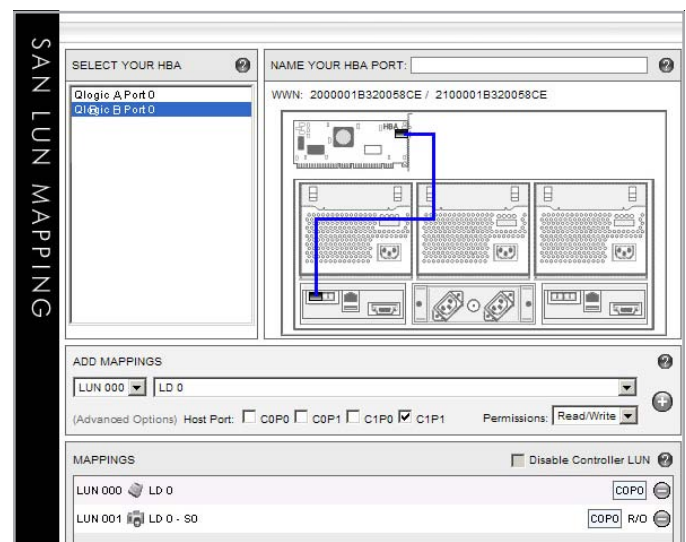 SAN LUN MAPPING
SELECT YOUR HBA
Qlogic A Port 0
Qlogic B Port 0
NAME YOUR HBA PORT:
WWN: 2000001B320058CE / 2100001B320058CE
HBA
ADD MAPPINGS
LUN 000 LD 0
(Advanced Options) Host Port: C0P0 C0P1 C1P0 C1P1 Permissions: Read/Write
MAPPINGS Disable Controller LUN
LUN 000 LD 0 C0P0
LUN 001 LD 0 - S0 C0P0 R/O